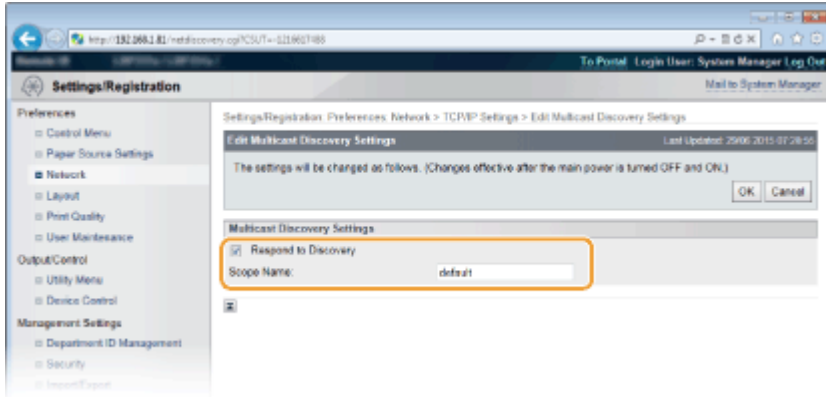 http://192.168.1.81/netdiscovery.cgi?CSUT=
To Portal Login User: System Manager Log Out
Settings/Registration
Mail to System Manager
Preferences
Control Menu
Paper Source Settings
Network
Layout
Print Quality
User Maintenance
Output/Control
Utility Menu
Device Control
Management Settings
Department ID Management
Security
Import/Export
Settings/Registration: Preferences: Network > TCP/IP Settings > Edit Multicast Discovery Settings
Edit Multicast Discovery Settings
Last Updated: 29/06 2015 07:28:56
The settings will be changed as follows. (Changes effective after the main power is turned OFF and ON.)
OK Cancel
Multicast Discovery Settings
Respond to Discovery
Scope Name: default